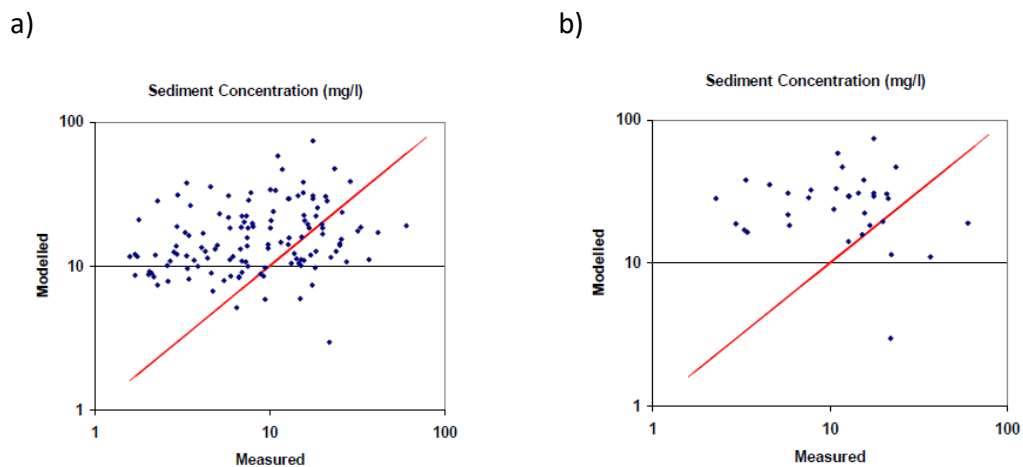 a)
b)
Sediment Concentration (mg/l)
100
10
1
Modelled
1 10 100
Measured
Sediment Concentration (mg/l)
100
10
1
Modelled
1 10 100
Measured